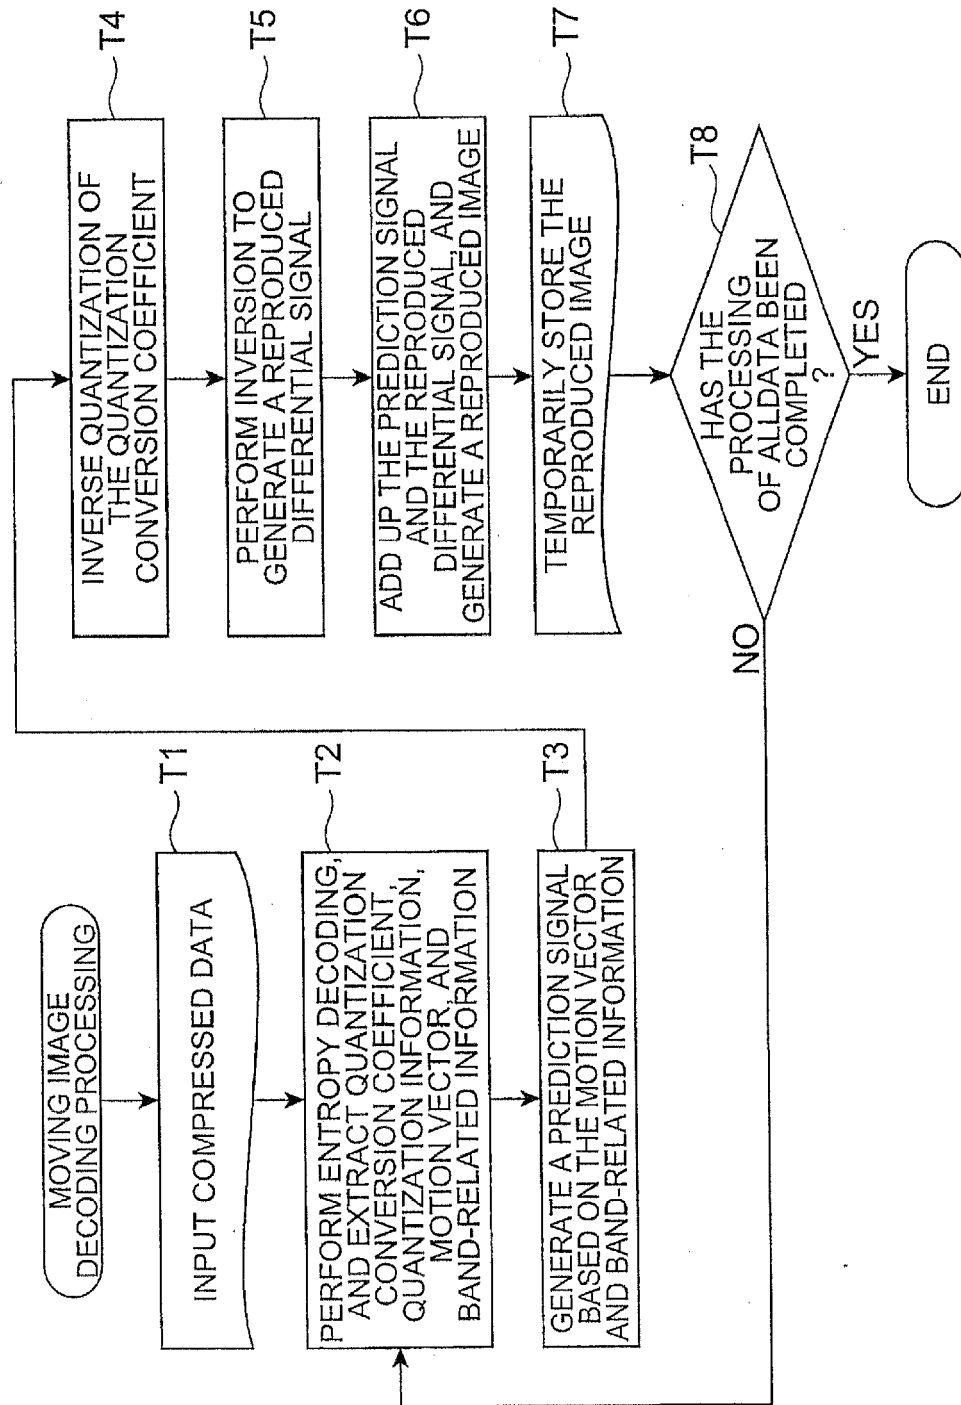 MOVING IMAGE
DECODING PROCESSING
T1
INPUT COMPRESSED DATA
T2
PERFORM ENTROPY DECODING,
AND EXTRACT QUANTIZATION
CONVERSION COEFFICIENT,
QUANTIZATION INFORMATION,
MOTION VECTOR, AND
BAND-RELATED INFORMATION
T3
GENERATE A PREDICTION SIGNAL
BASED ON THE MOTION VECTOR
AND BAND-RELATED INFORMATION
T4
INVERSE QUANTIZATION OF
THE QUANTIZATION
CONVERSION COEFFICIENT
T5
PERFORM INVERSION TO
GENERATE A REPRODUCED
DIFFERENTIAL SIGNAL
T6
ADD UP THE PREDICTION SIGNAL
AND THE REPRODUCED
DIFFERENTIAL SIGNAL, AND
GENERATE A REPRODUCED IMAGE
T7
TEMPORARILY STORE THE
REPRODUCED IMAGE
T8
HAS THE
PROCESSING
OF ALLDATA BEEN
COMPLETED
?
NO
YES
END